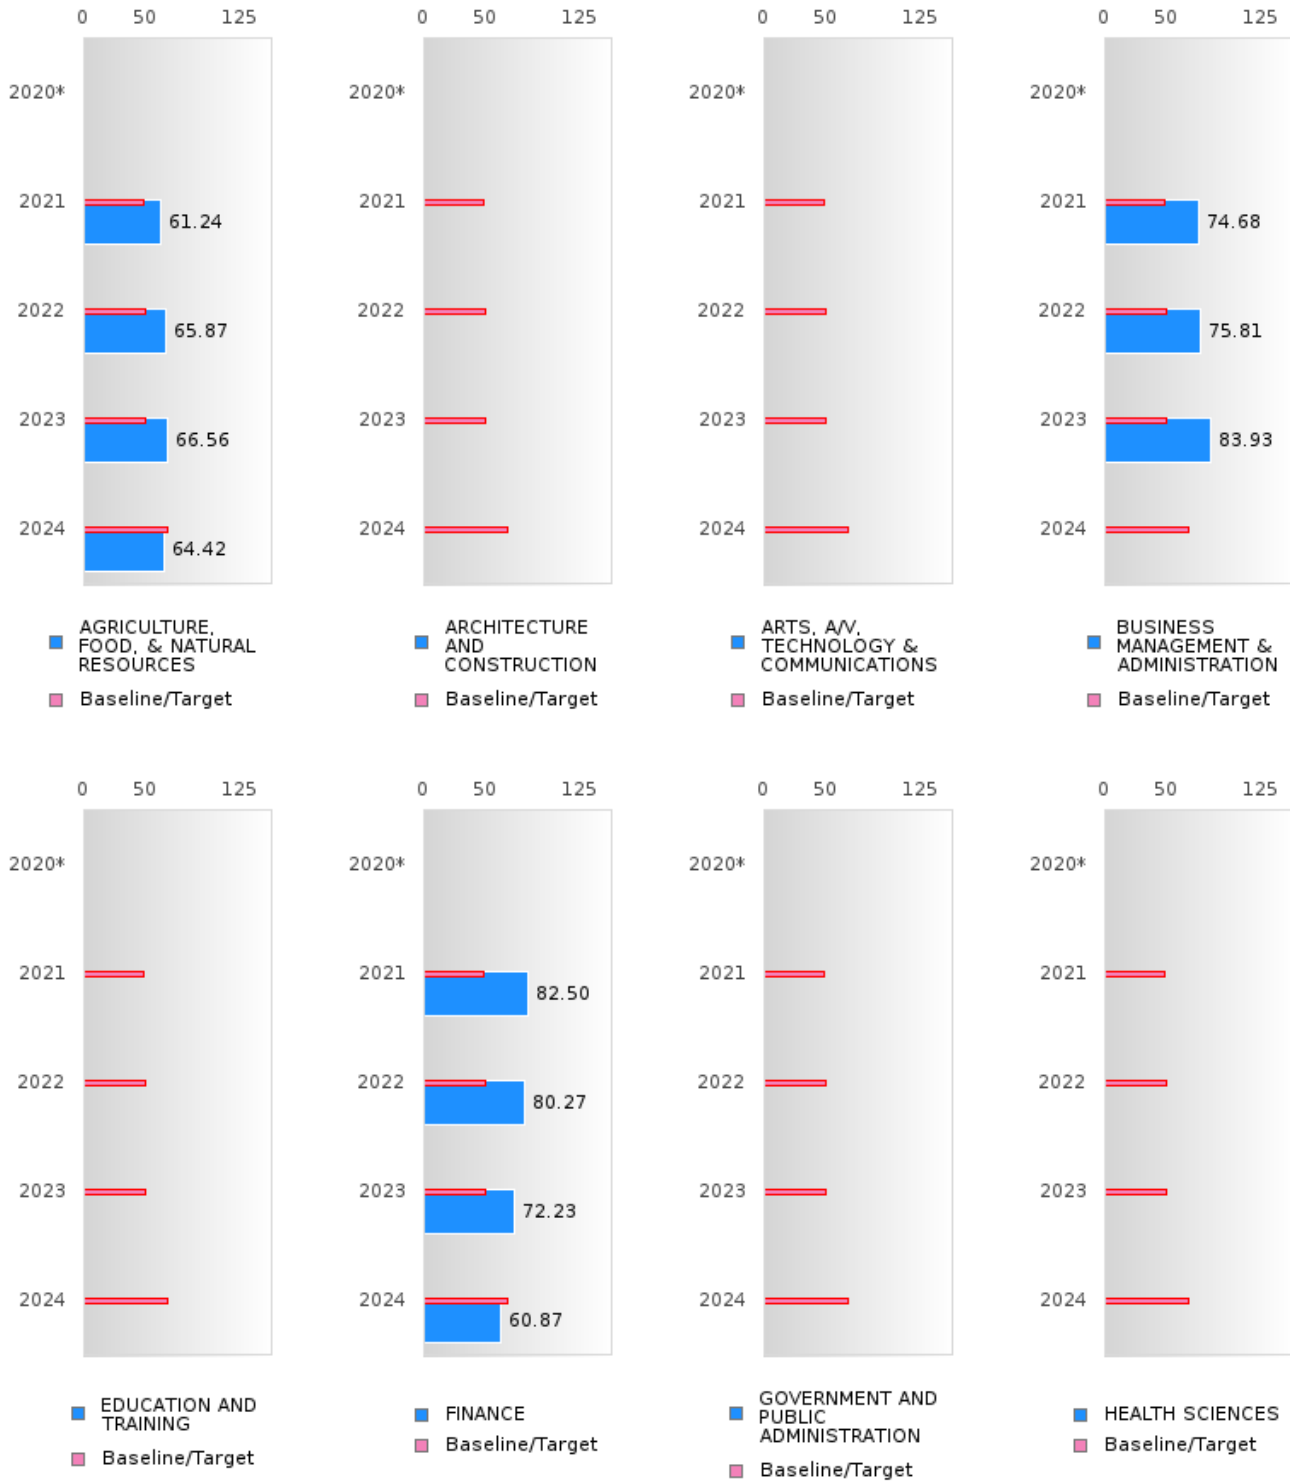 0 50 125
2020*
2021 61.24
2022 65.87
2023 66.56
2024 64.42
AGRICULTURE,
FOOD, & NATURAL
RESOURCES
Baseline/Target
0 50 125
2020*
2021
2022
2023
2024
ARCHITECTURE
AND
CONSTRUCTION
Baseline/Target
0 50 125
2020*
2021
2022
2023
2024
ARTS, A/V,
TECHNOLOGY &
COMMUNICATIONS
Baseline/Target
0 50 125
2020*
2021 74.68
2022 75.81
2023 83.93
2024
BUSINESS
MANAGEMENT &
ADMINISTRATION
Baseline/Target
0 50 125
2020*
2021
2022
2023
2024
EDUCATION AND
TRAINING
Baseline/Target
0 50 125
2020*
2021 82.50
2022 80.27
2023 72.23
2024 60.87
FINANCE
Baseline/Target
0 50 125
2020*
2021
2022
2023
2024
GOVERNMENT AND
PUBLIC
ADMINISTRATION
Baseline/Target
0 50 125
2020*
2021
2022
2023
2024
HEALTH SCIENCES
Baseline/Target